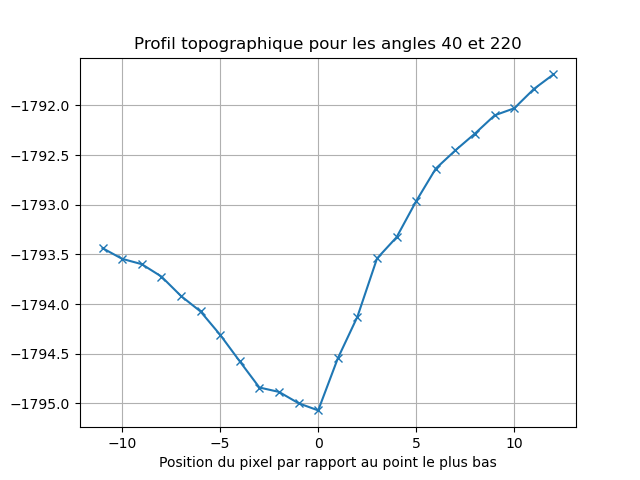 Profil topographique pour les angles 40 et 220
−1792.0
−1792.5
−1793.0
−1793.5
−1794.0
−1794.5
−1795.0
−10 −5 0 5 10
Position du pixel par rapport au point le plus bas